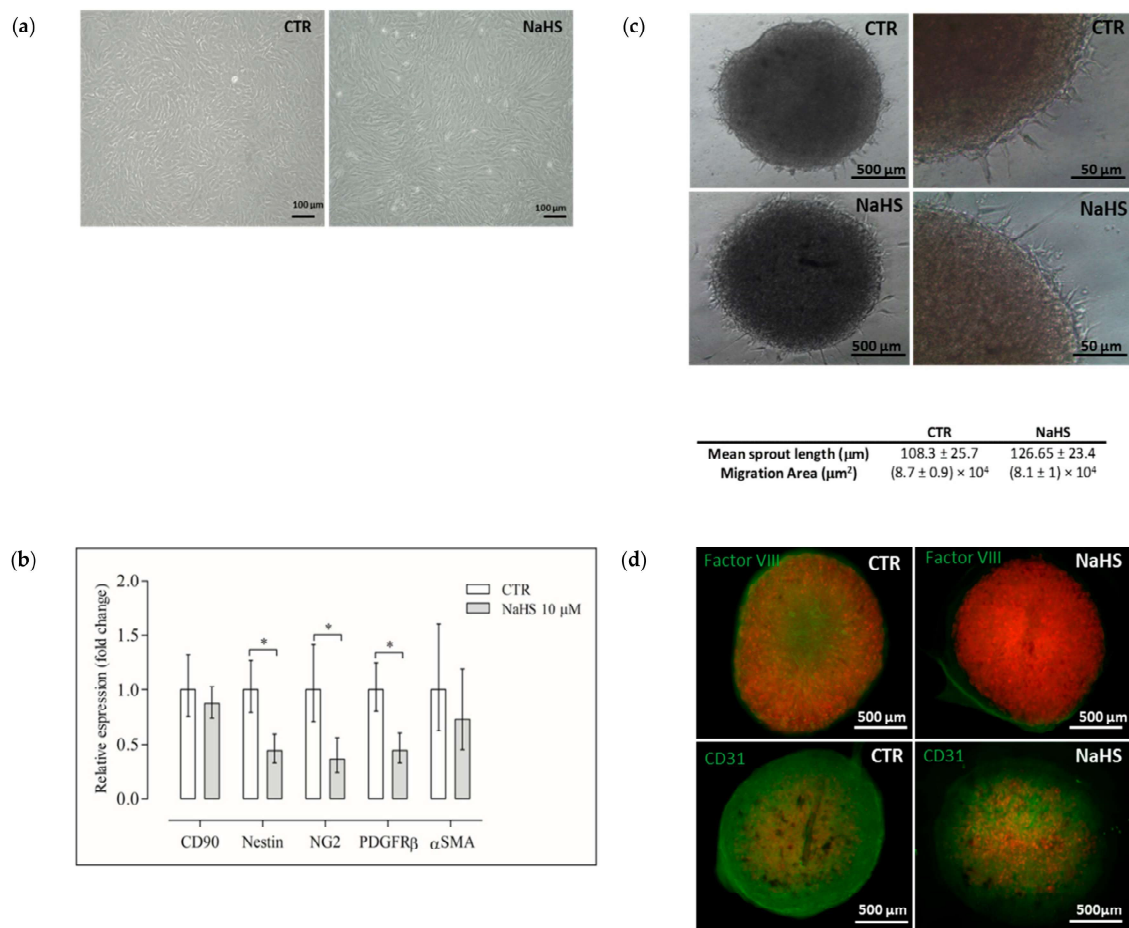 (a)
CTR
NaHS
100 μm
100 μm
(c)
CTR
CTR
500 μm
50 μm
NaHS
NaHS
500 μm
50 μm
CTR NaHS
Mean sprout length (μm) 108.3 ± 25.7 126.65 ± 23.4
Migration Area (μm²) (8.7 ± 0.9) × 10⁴ (8.1 ± 1) × 10⁴
(b)
Relative espression (fold change)
2.0
1.5
1.0
0.5
0.0
CTR
NaHS 10 μM
*
*
*
CD90 Nestin NG2 PDGFRβ αSMA
(d)
Factor VIII CTR
Factor VIII NaHS
500 μm
500 μm
CD31 CTR
CD31 NaHS
500 μm
500μm